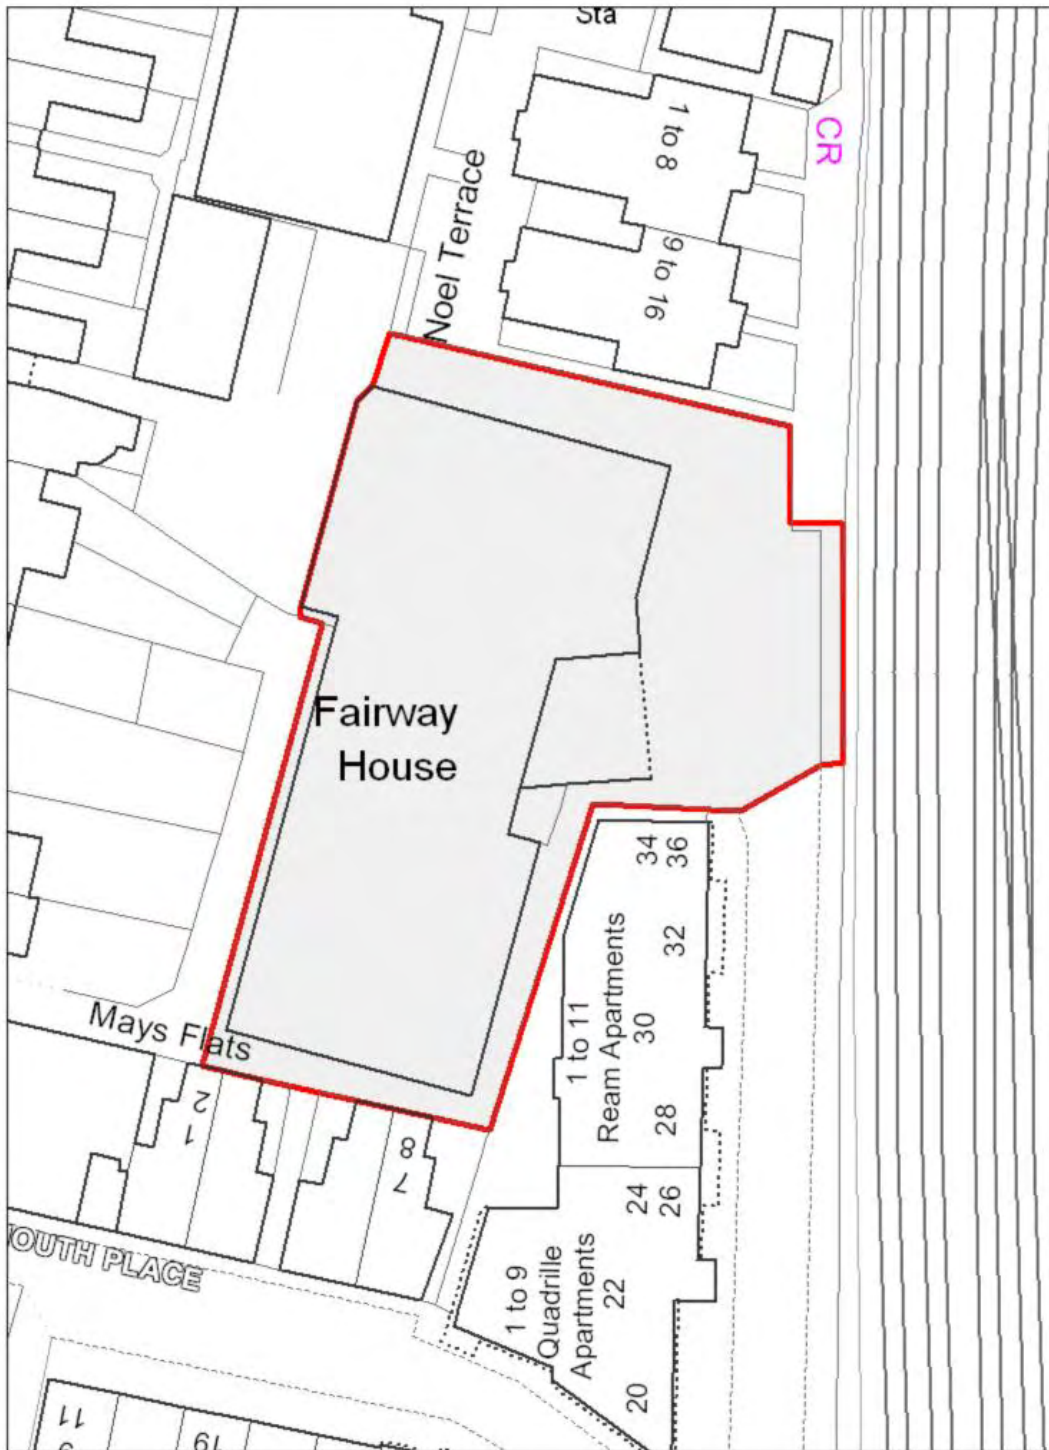 Sta
CR
1 to 8
Noel Terrace
9 to 16
Fairway
House
34
36
32
1 to 11
Ream Apartments
30
28
Mays Flats
2
1
8
7
24
26
OUTH PLACE
1 to 9
Quadrille
Apartments
22
20
11
19